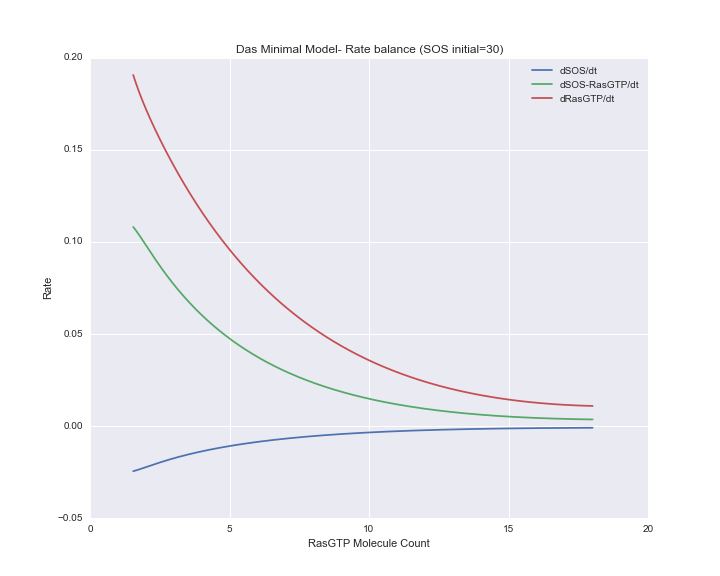 Das Minimal Model- Rate balance (SOS initial=30)
dSOS/dt
dSOS-RasGTP/dt
dRasGTP/dt
0.20
0.15
0.10
0.05
0.00
−0.05
Rate
0
5
10
15
20
RasGTP Molecule Count